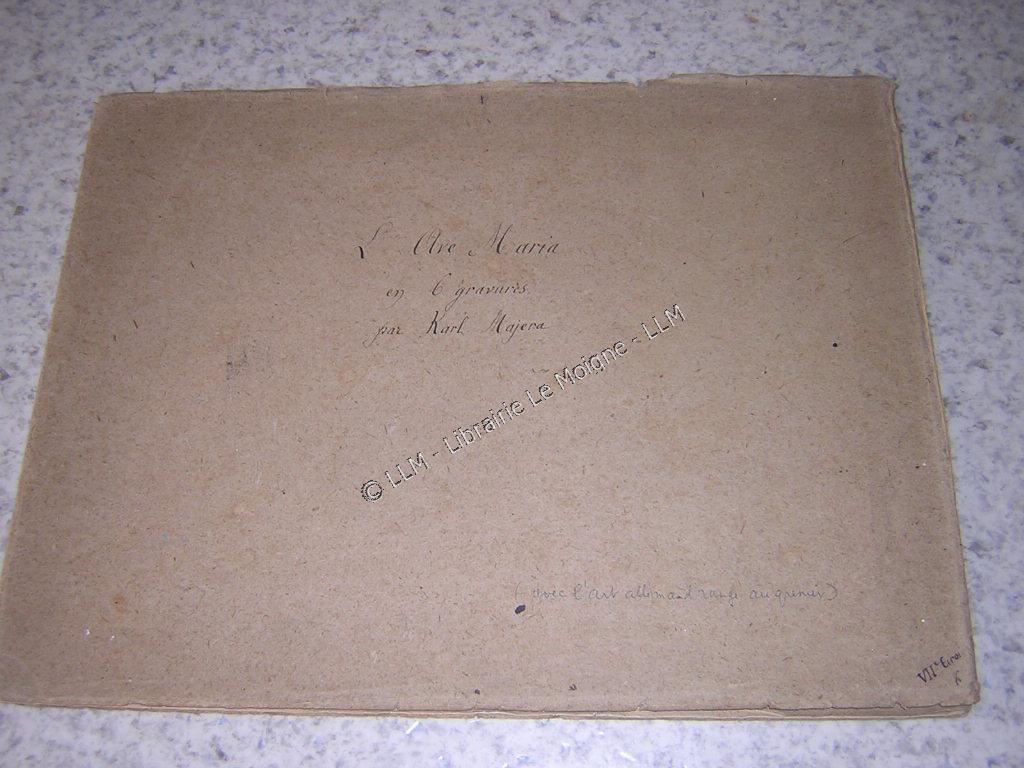 L' Ave Maria
en 6 gravures.
par Karl Majera
© LLM - Librairie Le Moigne - LLM
(avec l'art allemand rangé au grenier)
VIIe